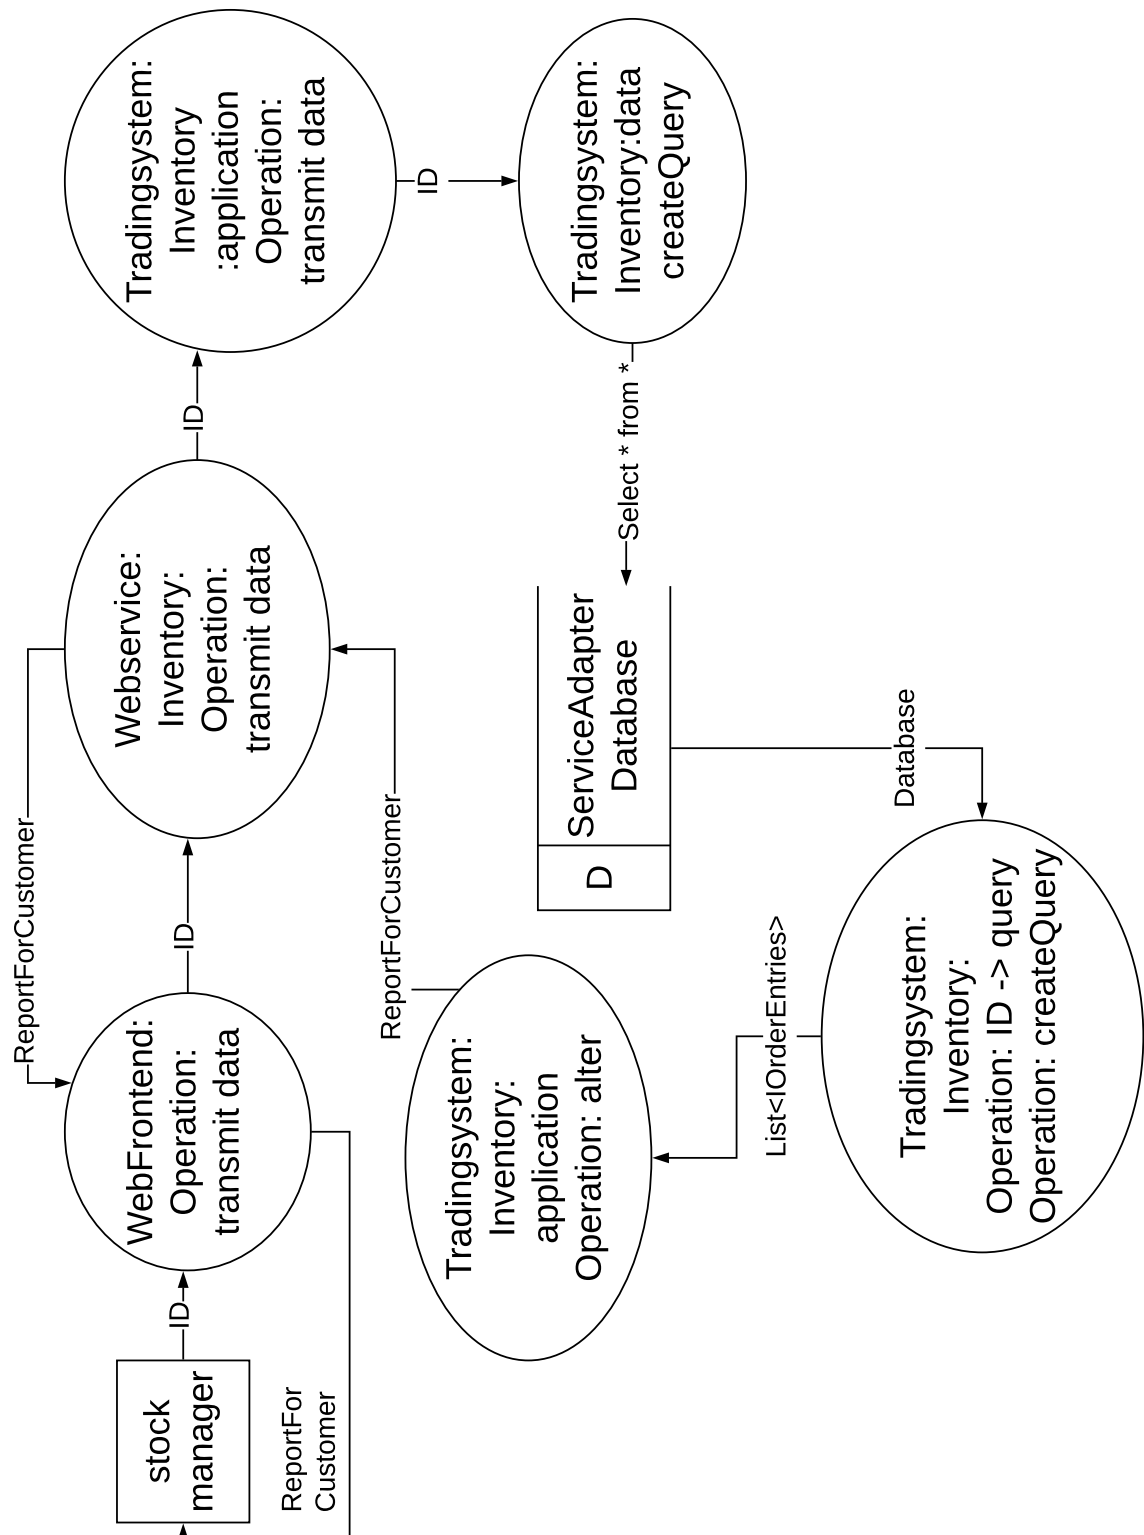 stock
manager
ID
WebFrontend:
Operation:
transmit data
ID
Webservice:
Inventory:
Operation:
transmit data
ID
Tradingsystem:
Inventory
:application
Operation:
transmit data
ReportForCustomer
ReportFor
Customer
ReportForCustomer
ID
Tradingsystem:
Inventory:
application
Operation: alter
D
ServiceAdapter
Database
Select * from *
Tradingsystem:
Inventory:data
createQuery
List<IOrderEntries>
Database
Tradingsystem:
Inventory:
Operation: ID -> query
Operation: createQuery